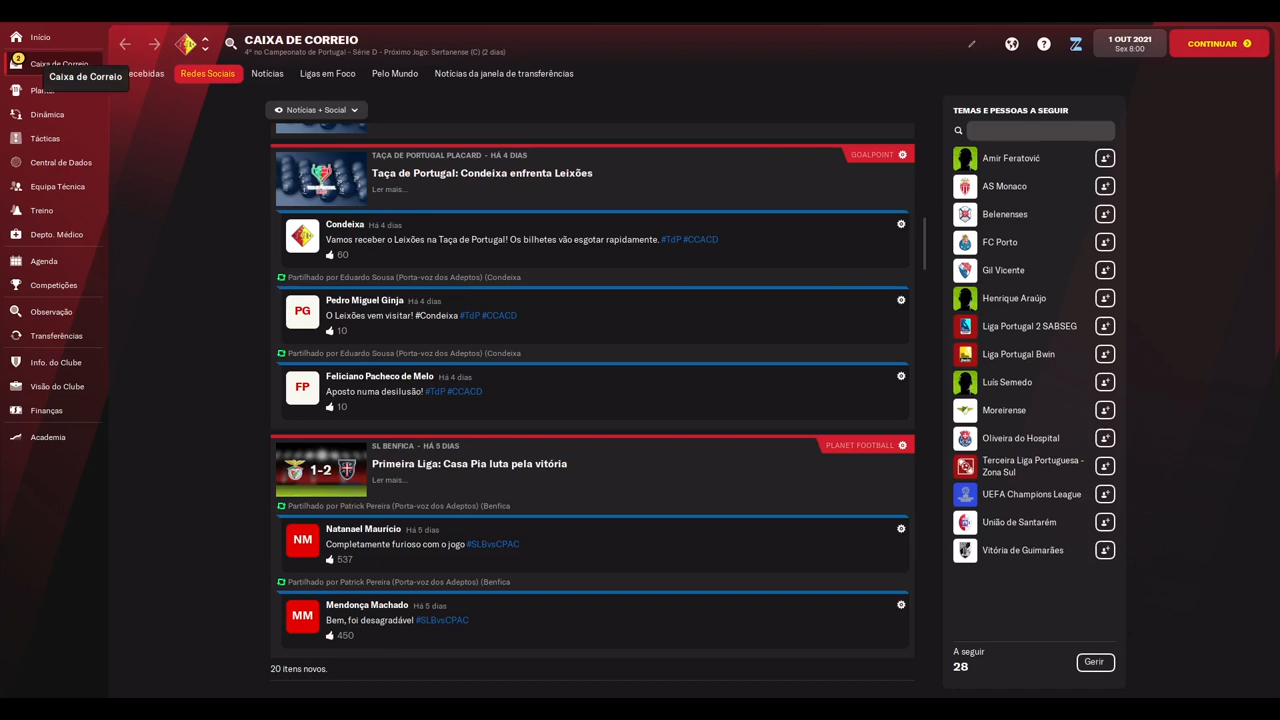 Início
CAIXA DE CORREIO
4º no Campeonato de Portugal - Série D - Próximo Jogo: Sertanense (C) (2 dias)
1 OUT 2021
Sex 8:00
CONTINUAR
2
Caixa de Correio
Caixa de Correio
ecebidas
Redes Sociais
Notícias
Ligas em Foco
Pelo Mundo
Notícias da janela de transferências
Plantel
Dinâmica
Tácticas
Central de Dados
Equipa Técnica
Treino
Depto. Médico
Agenda
Competições
Observação
Transferências
Info. do Clube
Visão do Clube
Finanças
Academia
Notícias + Social
TAÇA DE PORTUGAL PLACARD - HÁ 4 DIAS
GOALPOINT
Taça de Portugal: Condeixa enfrenta Leixões
Ler mais...
Condeixa Há 4 dias
Vamos receber o Leixões na Taça de Portugal! Os bilhetes vão esgotar rapidamente. #TdP #CCACD
60
Partilhado por Eduardo Sousa (Porta-voz dos Adeptos) (Condeixa
PG
Pedro Miguel Ginja Há 4 dias
O Leixões vem visitar! #Condeixa #TdP #CCACD
10
Partilhado por Eduardo Sousa (Porta-voz dos Adeptos) (Condeixa
FP
Feliciano Pacheco de Melo Há 4 dias
Aposto numa desilusão! #TdP #CCACD
10
SL BENFICA - HÁ 5 DIAS
PLANET FOOTBALL
1-2
Primeira Liga: Casa Pia luta pela vitória
Ler mais...
Partilhado por Patrick Pereira (Porta-voz dos Adeptos) (Benfica
NM
Natanael Maurício Há 5 dias
Completamente furioso com o jogo #SLBvsCPAC
537
Partilhado por Patrick Pereira (Porta-voz dos Adeptos) (Benfica
MM
Mendonça Machado Há 5 dias
Bem, foi desagradável #SLBvsCPAC
450
20 itens novos.
TEMAS E PESSOAS A SEGUIR
Amir Feratović
AS Monaco
Belenenses
FC Porto
Gil Vicente
Henrique Araújo
Liga Portugal 2 SABSEG
Liga Portugal Bwin
Luís Semedo
Moreirense
Oliveira do Hospital
Terceira Liga Portuguesa -
Zona Sul
UEFA Champions League
União de Santarém
Vitória de Guimarães
A seguir
28
Gerir